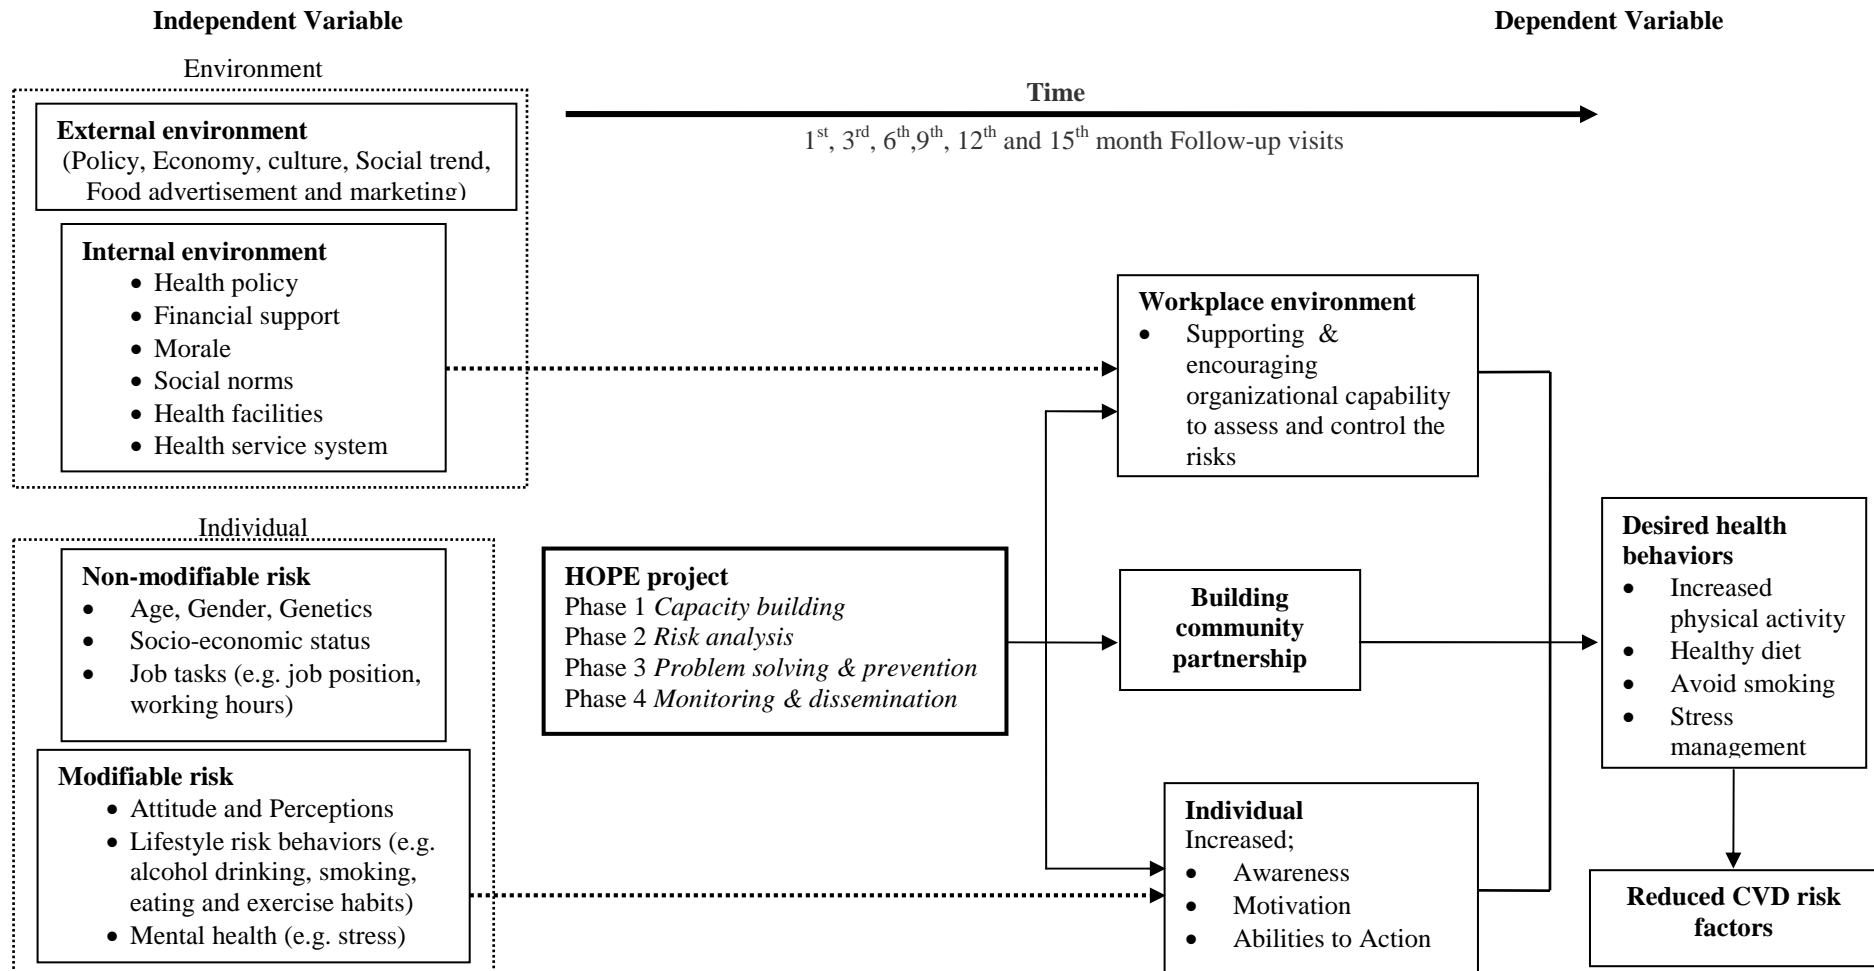 Independent Variable
Dependent Variable
Environment
External environment
(Policy, Economy, culture, Social trend,
Food advertisement and marketing)
Internal environment
• Health policy
• Financial support
• Morale
• Social norms
• Health facilities
• Health service system
Time
1st, 3rd, 6th,9th, 12th and 15th month Follow-up visits
Individual
Non-modifiable risk
• Age, Gender, Genetics
• Socio-economic status
• Job tasks (e.g. job position,
working hours)
Modifiable risk
• Attitude and Perceptions
• Lifestyle risk behaviors (e.g.
alcohol drinking, smoking,
eating and exercise habits)
• Mental health (e.g. stress)
HOPE project
Phase 1 Capacity building
Phase 2 Risk analysis
Phase 3 Problem solving & prevention
Phase 4 Monitoring & dissemination
Workplace environment
• Supporting &
encouraging
organizational capability
to assess and control the
risks
Building
community
partnership
Individual
Increased;
• Awareness
• Motivation
• Abilities to Action
Desired health
behaviors
• Increased
physical activity
• Healthy diet
• Avoid smoking
• Stress
management
Reduced CVD risk
factors